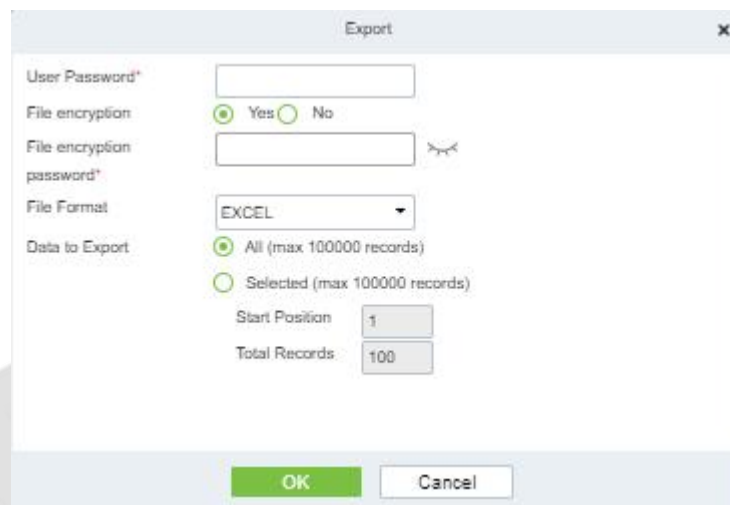 Export
User Password*
File encryption Yes No
File encryption
password*
File Format EXCEL
Data to Export All (max 100000 records)
Selected (max 100000 records)
Start Position 1
Total Records 100
OK Cancel